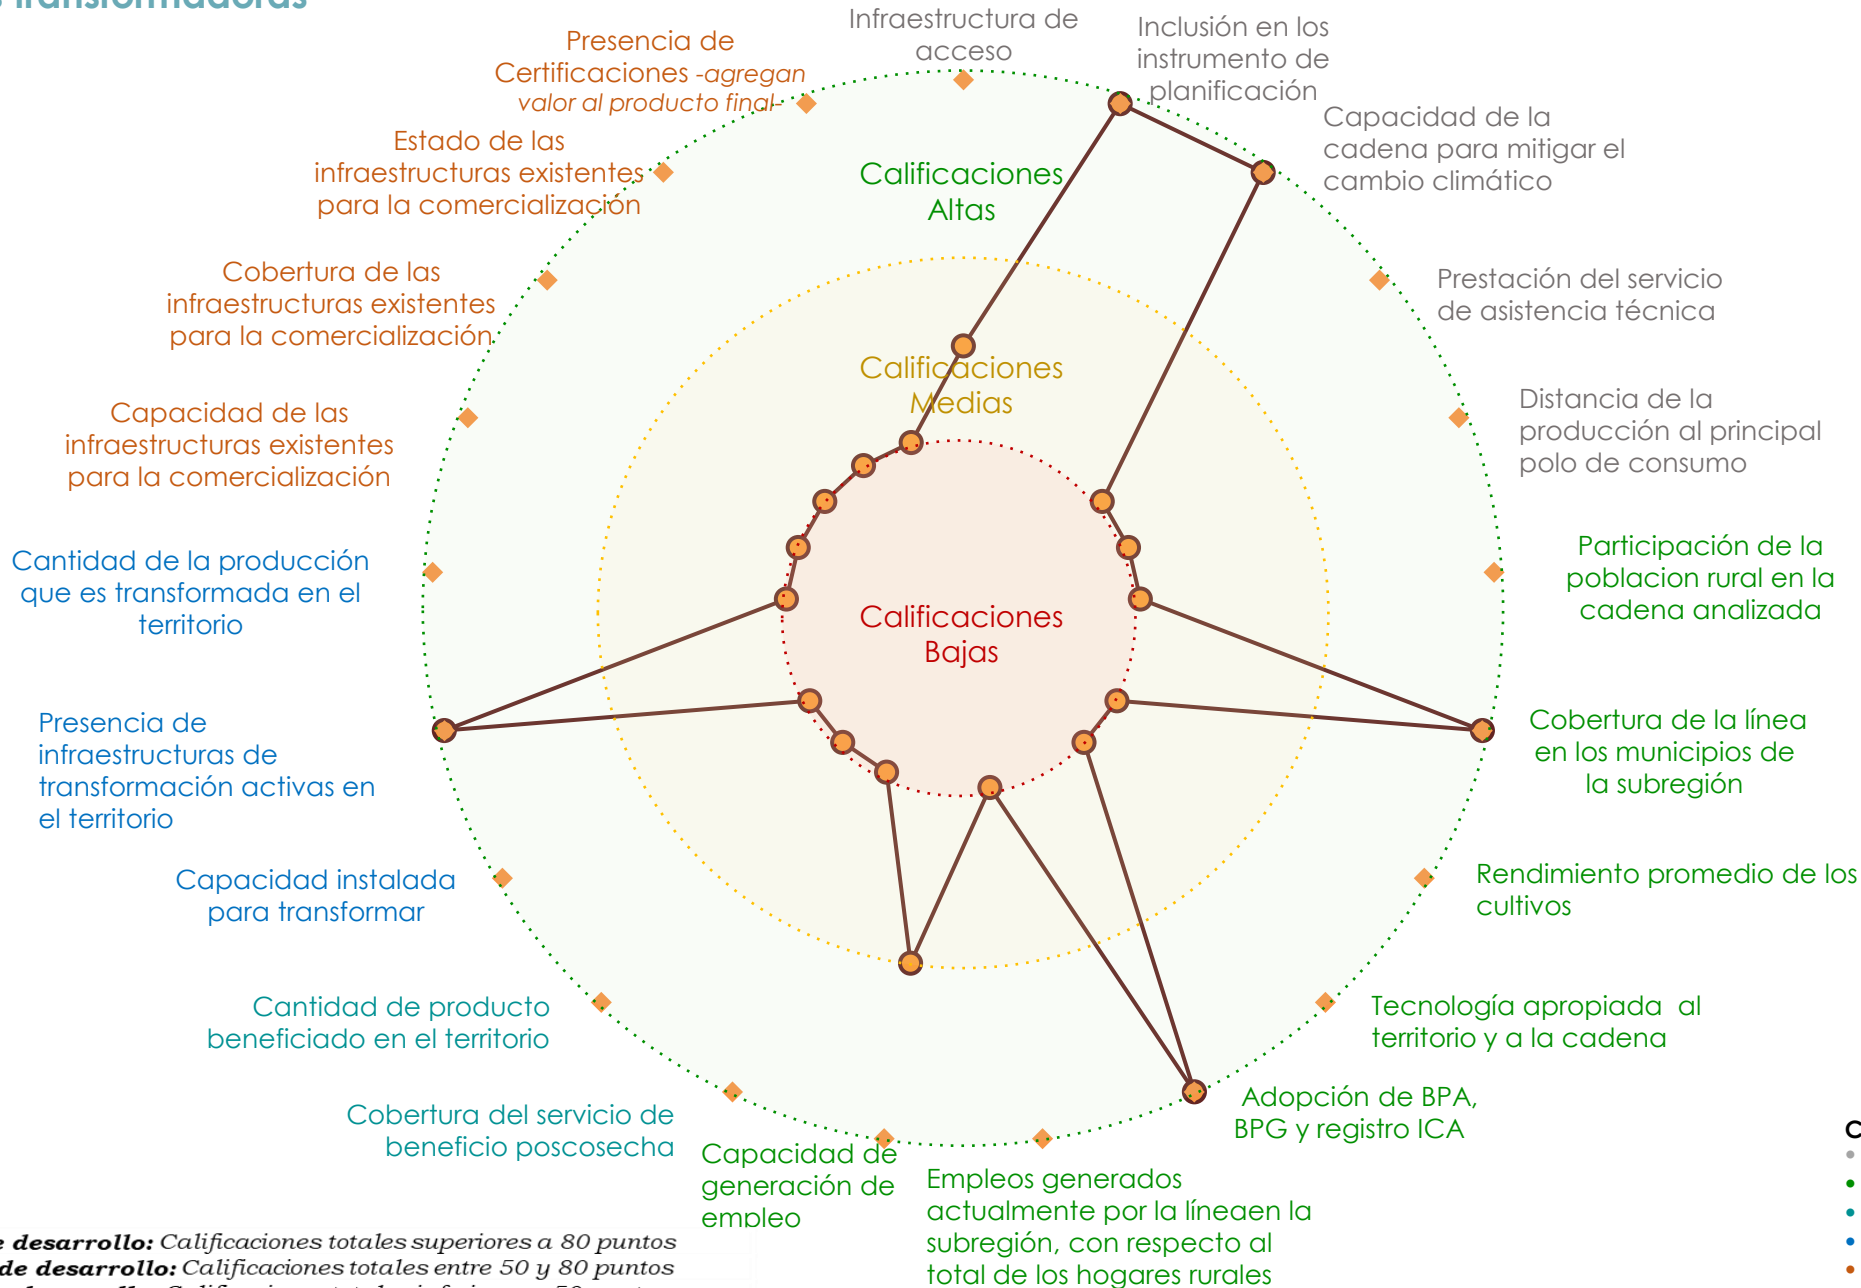 transformadoras
Infraestructura de
acceso
Inclusión en los
instrumento de
planificación
Capacidad de la
cadena para mitigar el
cambio climático
Prestación del servicio
de asistencia técnica
Distancia de la
producción al principal
polo de consumo
Participación de la
poblacion rural en la
cadena analizada
Cobertura de la línea
en los municipios de
la subregión
Rendimiento promedio de los
cultivos
Tecnología apropiada al
territorio y a la cadena
Adopción de BPA,
BPG y registro ICA
Empleos generados
actualmente por la líneaen la
subregión, con respecto al
total de los hogares rurales
Capacidad de
generación de
empleo
Cobertura del servicio de
beneficio poscosecha
Cantidad de producto
beneficiado en el territorio
Capacidad instalada
para transformar
Presencia de
infraestructuras de
transformación activas en
el territorio
Cantidad de la producción
que es transformada en el
territorio
Capacidad de las
infraestructuras existentes
para la comercialización
Cobertura de las
infraestructuras existentes
para la comercialización
Estado de las
infraestructuras existentes
para la comercialización
Presencia de
Certificaciones -agregan
valor al producto final-
Calificaciones
Altas
Calificaciones
Medias
Calificaciones
Bajas
desarrollo: Calificaciones totales superiores a 80 puntos
de desarrollo: Calificaciones totales entre 50 y 80 puntos